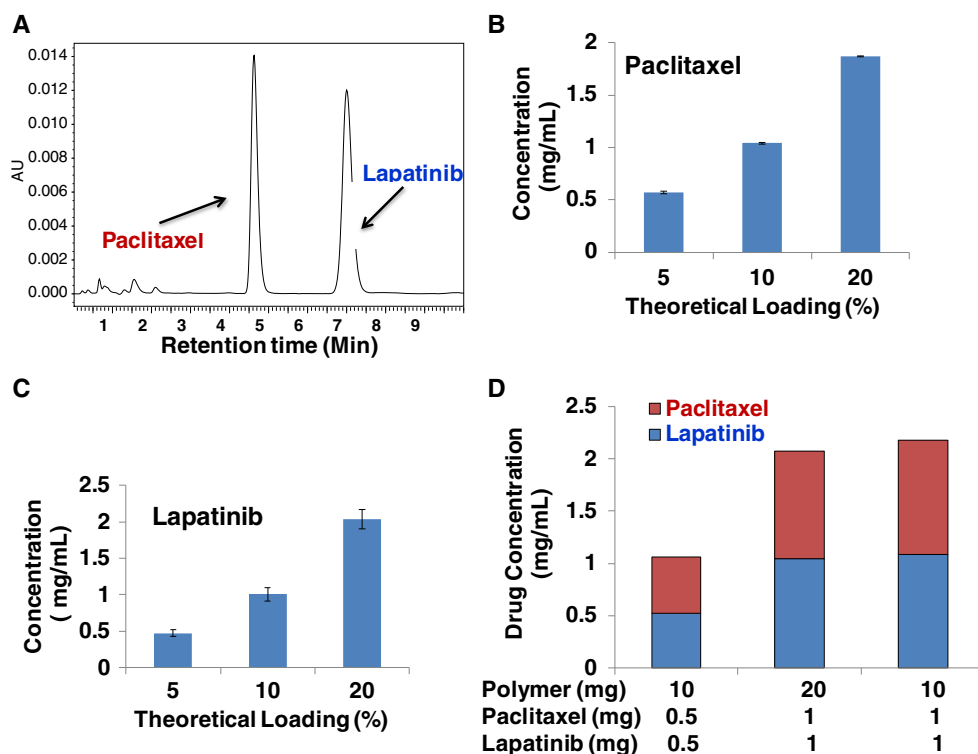 A
0.014
0.012
0.010
0.008
0.006
0.004
0.002
0.000
AU
Paclitaxel
Lapatinib
1 2 3 4 5 6 7 8 9
Retention time (Min)
B
2
1.5
1
0.5
0
Concentration
(mg/mL)
Paclitaxel
5 10 20
Theoretical Loading (%)
C
2.5
2
1.5
1
0.5
0
Concentration
( mg/mL)
Lapatinib
5 10 20
Theoretical Loading (%)
D
2.5
2
1.5
1
0.5
0
Drug Concentration
(mg/mL)
Paclitaxel
Lapatinib
Polymer (mg) 10 20 10
Paclitaxel (mg) 0.5 1 1
Lapatinib (mg) 0.5 1 1